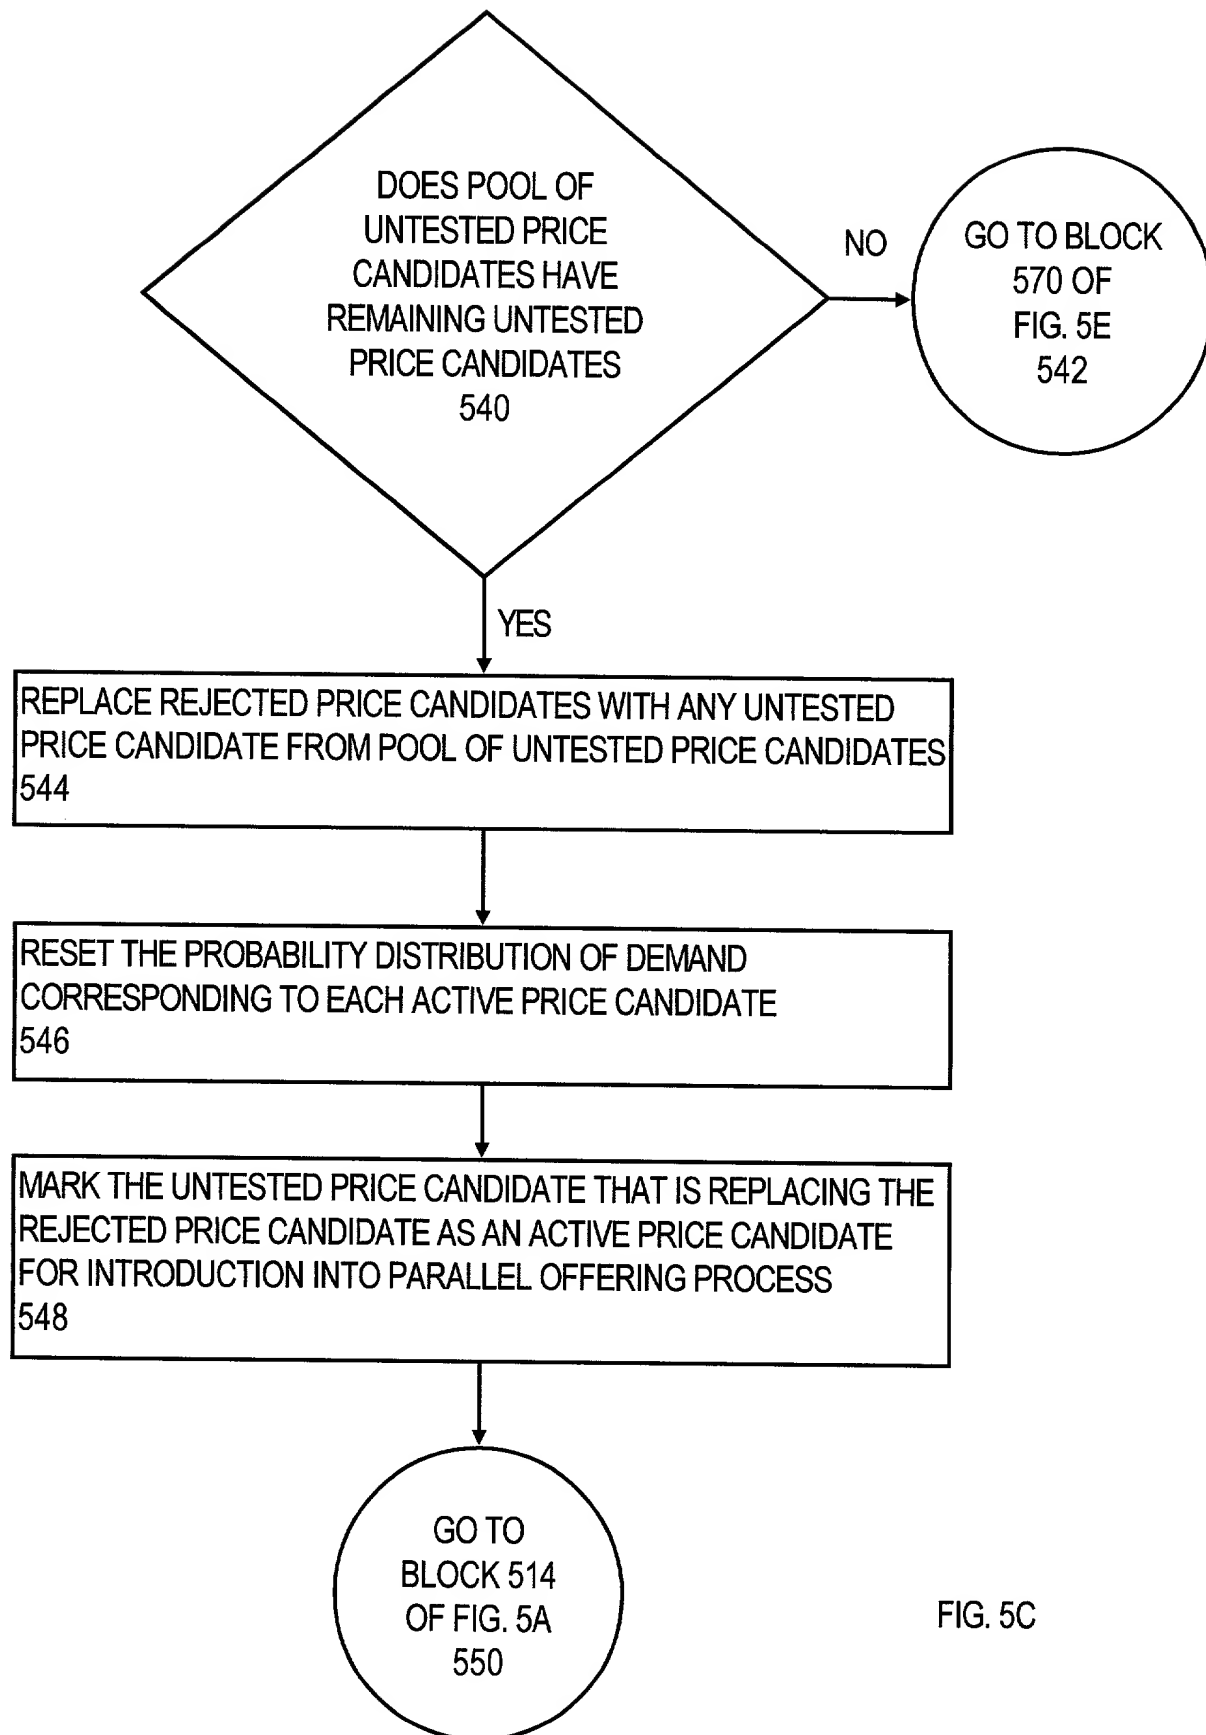 DOES POOL OF
UNTESTED PRICE
CANDIDATES HAVE
REMAINING UNTESTED
PRICE CANDIDATES
540
NO
GO TO BLOCK
570 OF
FIG. 5E
542
YES
REPLACE REJECTED PRICE CANDIDATES WITH ANY UNTESTED
PRICE CANDIDATE FROM POOL OF UNTESTED PRICE CANDIDATES
544
RESET THE PROBABILITY DISTRIBUTION OF DEMAND
CORRESPONDING TO EACH ACTIVE PRICE CANDIDATE
546
MARK THE UNTESTED PRICE CANDIDATE THAT IS REPLACING THE
REJECTED PRICE CANDIDATE AS AN ACTIVE PRICE CANDIDATE
FOR INTRODUCTION INTO PARALLEL OFFERING PROCESS
548
GO TO
BLOCK 514
OF FIG. 5A
550
FIG. 5C